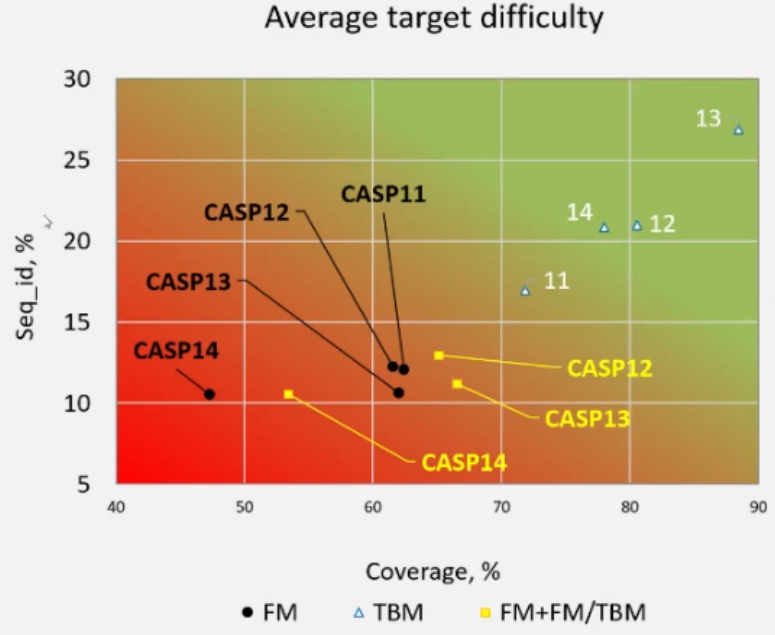 Average target difficulty
30
25
20
15
10
5
Seq_id, %
13
CASP11
CASP12
14
12
CASP13
11
CASP14
CASP12
CASP13
CASP14
40 50 60 70 80 90
Coverage, %
FM TBM FM+FM/TBM